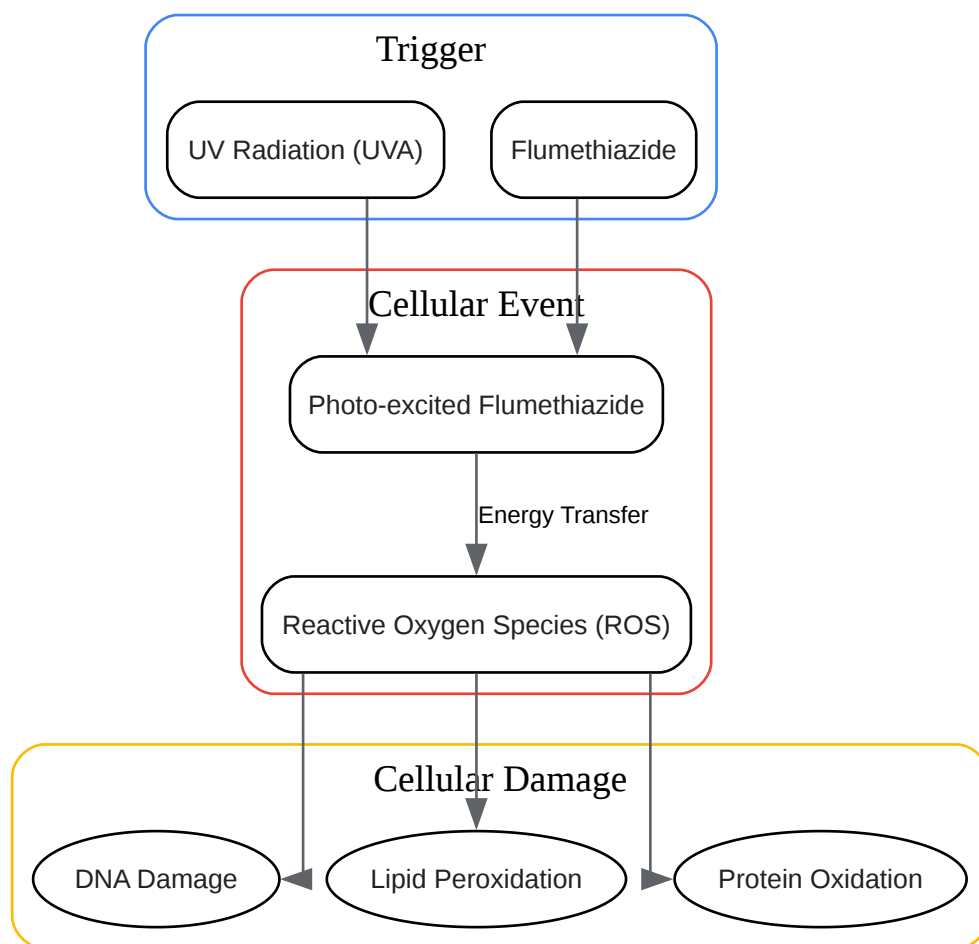 Trigger
UV Radiation (UVA)
Flumethiazide
Cellular Event
Photo-excited Flumethiazide
Energy Transfer
Reactive Oxygen Species (ROS)
Cellular Damage
DNA Damage
Lipid Peroxidation
Protein Oxidation